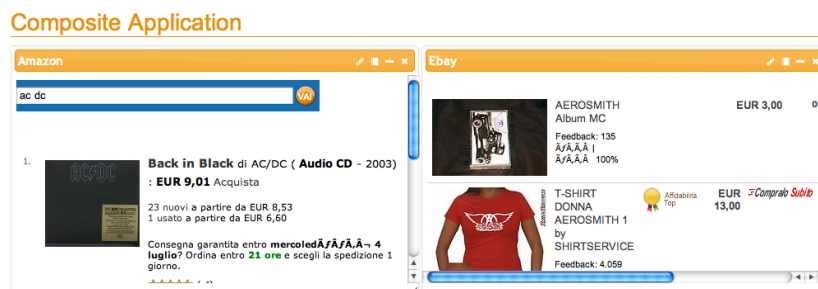 Composite Application
Amazon
ac dc
VAI
1.
AC/DC
Back in Black di AC/DC ( Audio CD - 2003)
: EUR 9,01 Acquista
23 nuovi a partire da EUR 8,53
1 usato a partire da EUR 6,60
Consegna garantita entro mercoledÃƒÂƒÃ‚Â¬ 4
luglio? Ordina entro 21 ore e scegli la spedizione 1
giorno.
Ebay
AEROSMITH
Album MC
EUR 3,00
0
Feedback: 135
ÃƒÂ‚Ã‚Â |
ÃƒÂ‚Ã‚Â 100%
T-SHIRT
DONNA
AEROSMITH 1
by
SHIRTSERVICE
Affidabilità
Top
EUR
13,00
Compralo Subito
Feedback: 4.059